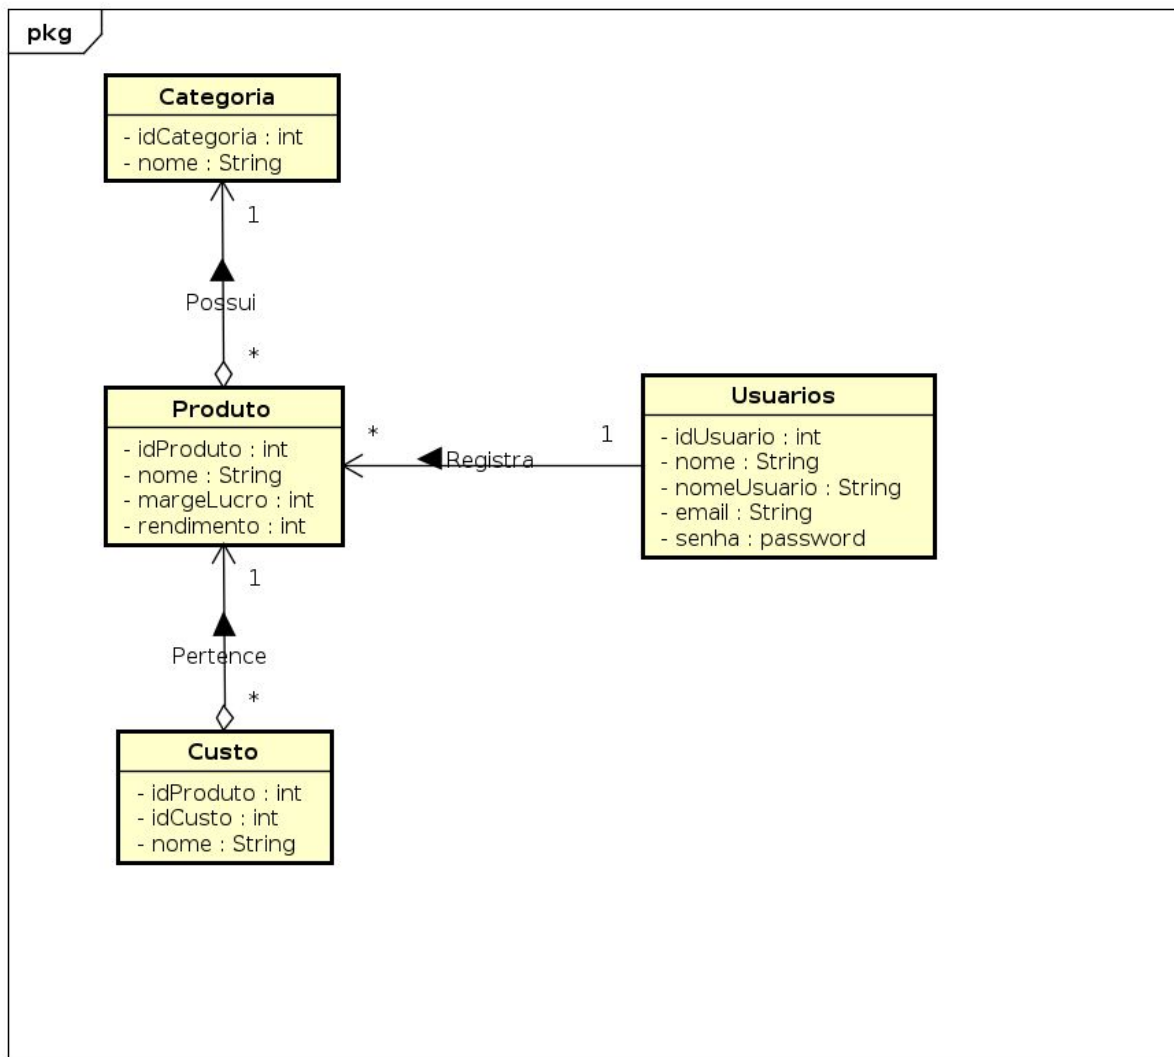 pkg
Categoria
- idCategoria : int
- nome : String
1
Possui
*
Produto
- idProduto : int
- nome : String
- margeLucro : int
- rendimento : int
*
Registra
1
Usuarios
- idUsuario : int
- nome : String
- nomeUsuario : String
- email : String
- senha : password
1
Pertence
*
Custo
- idProduto : int
- idCusto : int
- nome : String